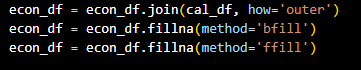 econ_df = econ_df.join(cal_df, how='outer')
econ_df = econ_df.fillna(method='bfill')
econ_df = econ_df.fillna(method='ffill')